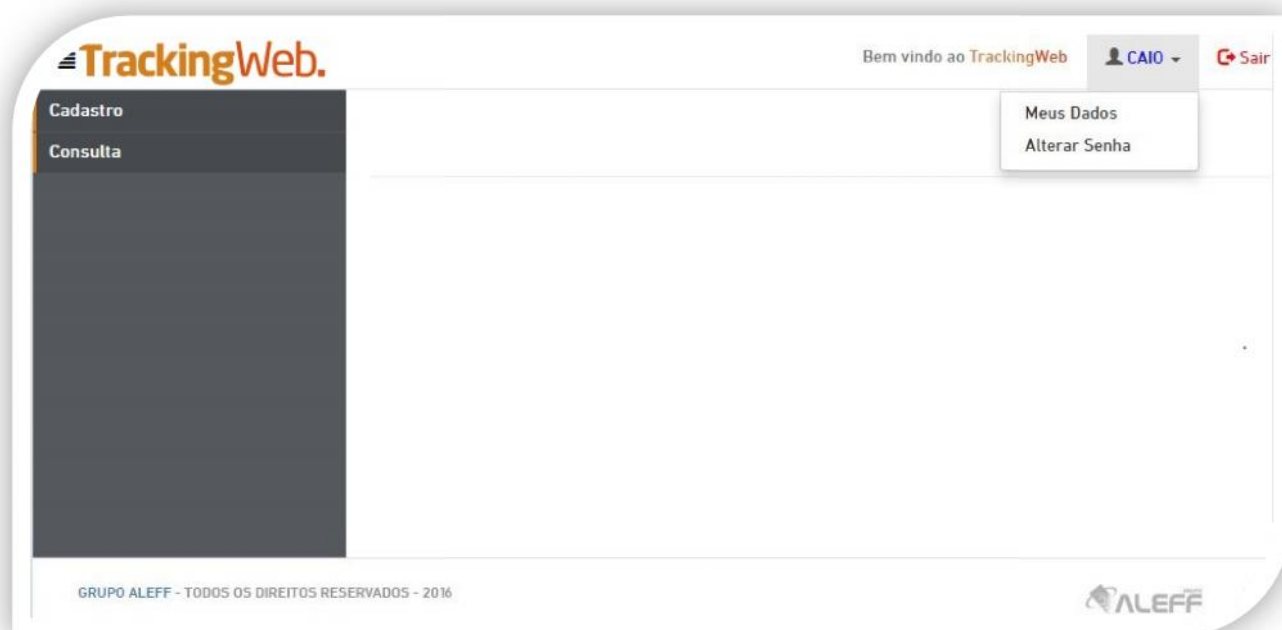 TrackingWeb.
Bem vindo ao TrackingWeb
CAIO
Sair
Cadastro
Consulta
Meus Dados
Alterar Senha
GRUPO ALEFF - TODOS OS DIREITOS RESERVADOS - 2016
ALEFF